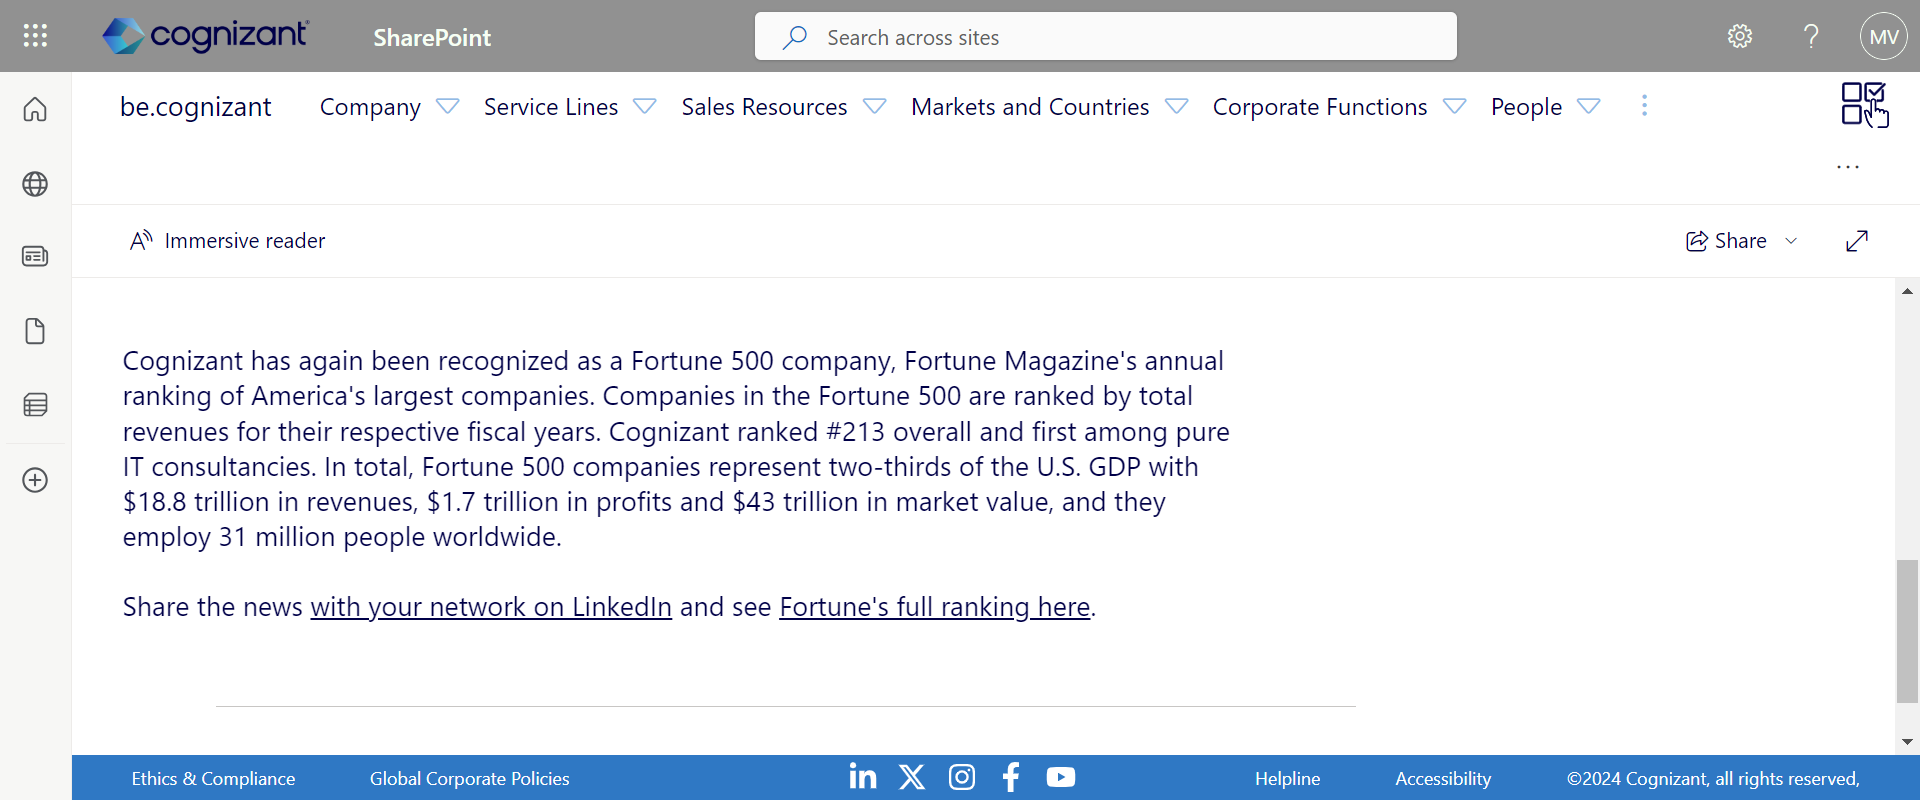 cognizant
SharePoint
Search across sites
MV
be.cognizant
Company
Service Lines
Sales Resources
Markets and Countries
Corporate Functions
People
Immersive reader
Share
Cognizant has again been recognized as a Fortune 500 company, Fortune Magazine's annual
ranking of America's largest companies. Companies in the Fortune 500 are ranked by total
revenues for their respective fiscal years. Cognizant ranked #213 overall and first among pure
IT consultancies. In total, Fortune 500 companies represent two-thirds of the U.S. GDP with
$18.8 trillion in revenues, $1.7 trillion in profits and $43 trillion in market value, and they
employ 31 million people worldwide.
Share the news with your network on LinkedIn and see Fortune's full ranking here.
Ethics & Compliance
Global Corporate Policies
Helpline
Accessibility
©2024 Cognizant, all rights reserved,